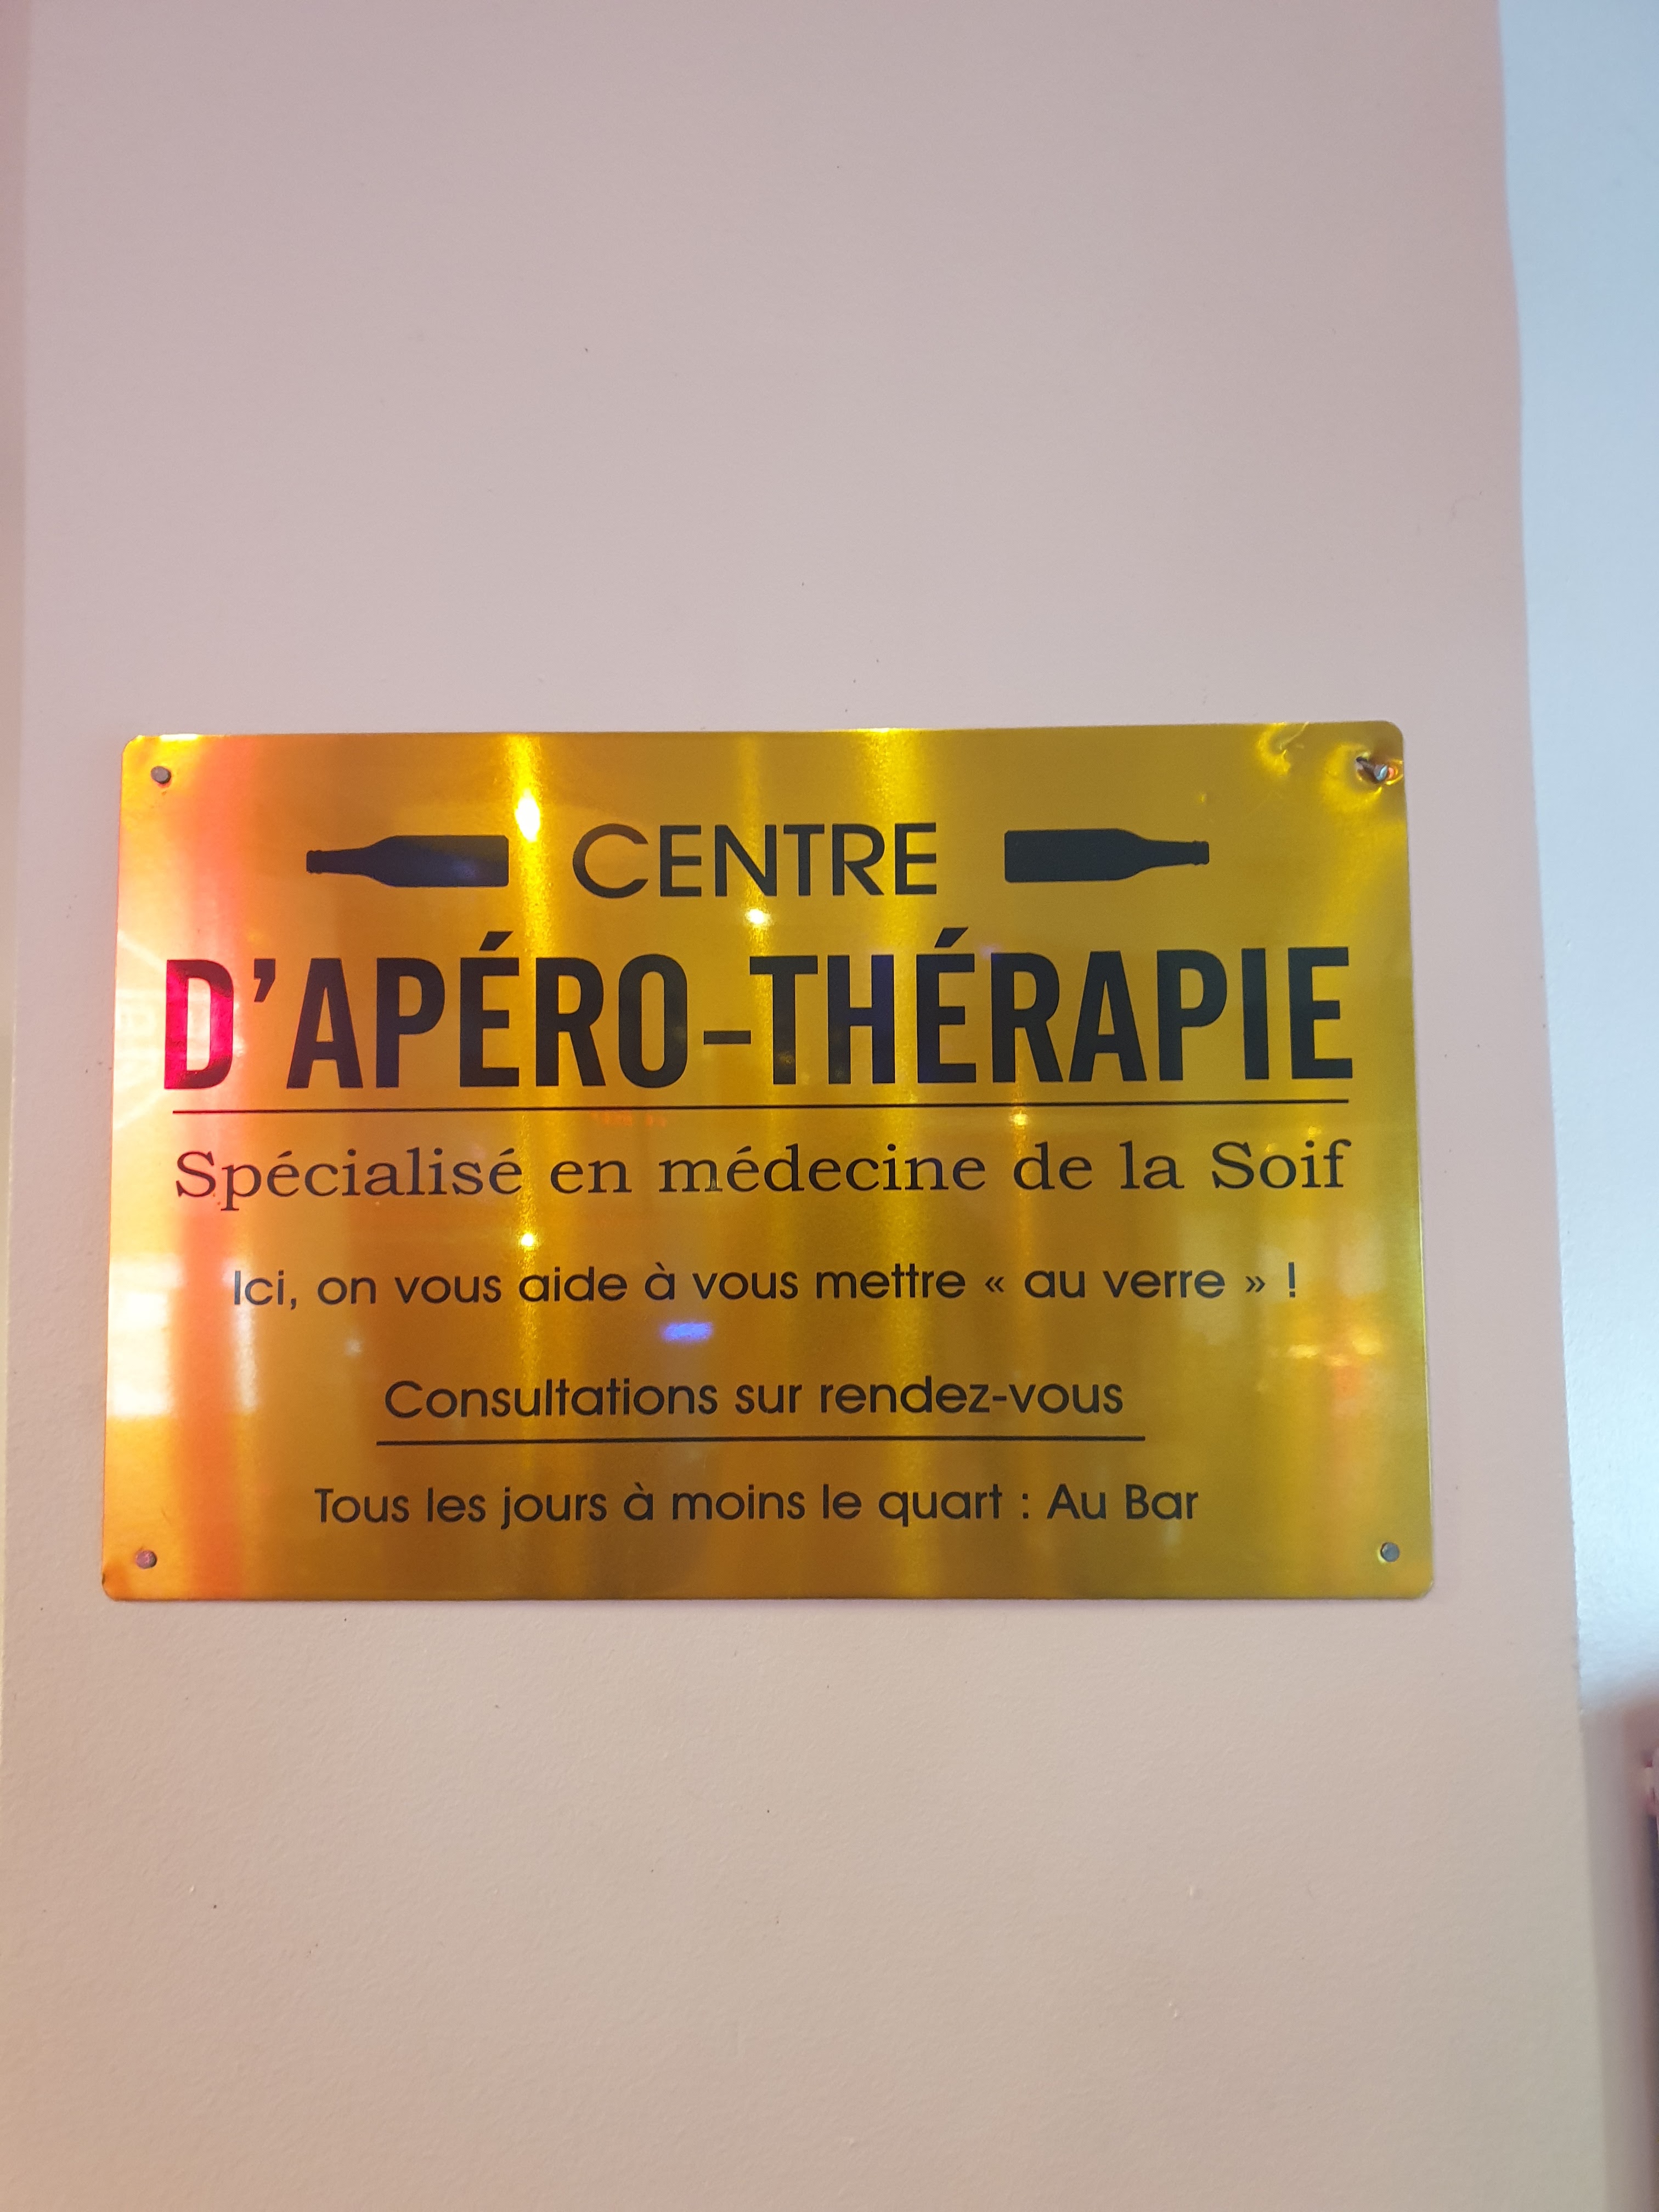 CENTRE
D’APÉRO–THÉRAPIE
Spécialisé en médecine de la Soif
Ici, on vous aide à vous mettre « au verre » !
Consultations sur rendez-vous
Tous les jours à moins le quart : Au Bar